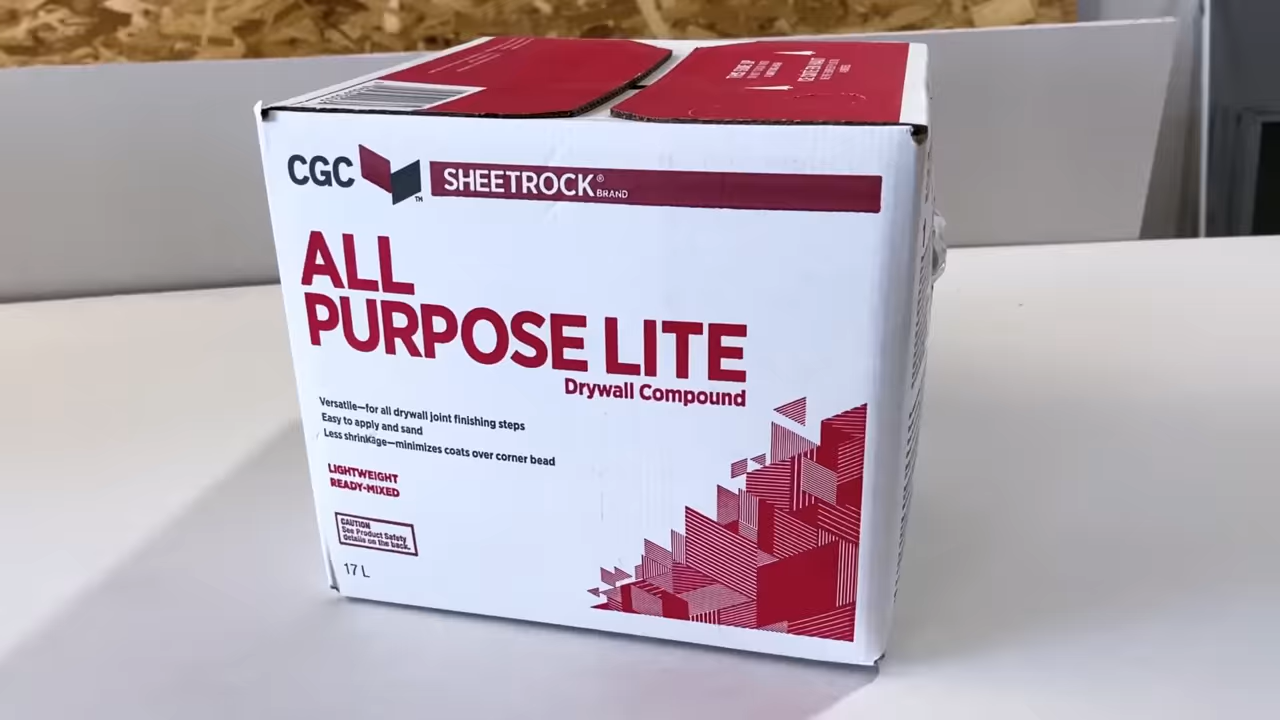 CGC
™
SHEETROCK®
BRAND
ALL
PURPOSE LITE
Drywall Compound
Versatile—for all drywall joint finishing steps
Easy to apply and sand
Less shrinkage—minimizes coats over corner bead
LIGHTWEIGHT
READY-MIXED
CAUTION
See Product Safety
details on the back.
17 L